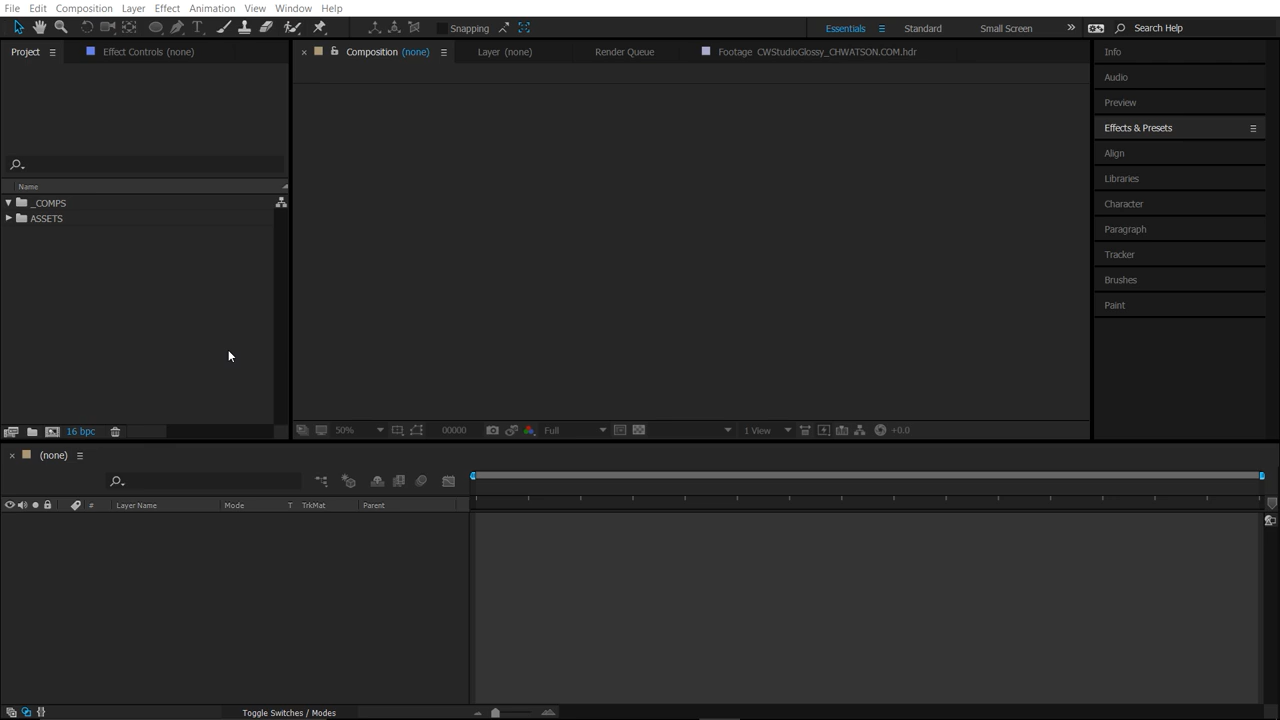 File Edit Composition Layer Effect Animation View Window Help
Snapping Essentials Standard Small Screen Search Help
Project Effect Controls (none) Composition (none) Layer (none) Render Queue Footage CWStudioGlossy_CHWATSON.COM.hdr
Info
Audio
Preview
Effects & Presets
Align
Libraries
Character
Paragraph
Tracker
Brushes
Paint
Name
_COMPS
ASSETS
16 bpc
50% 00000 Full 1 View +0.0
(none)
# Layer Name Mode T TrkMat Parent
Toggle Switches / Modes